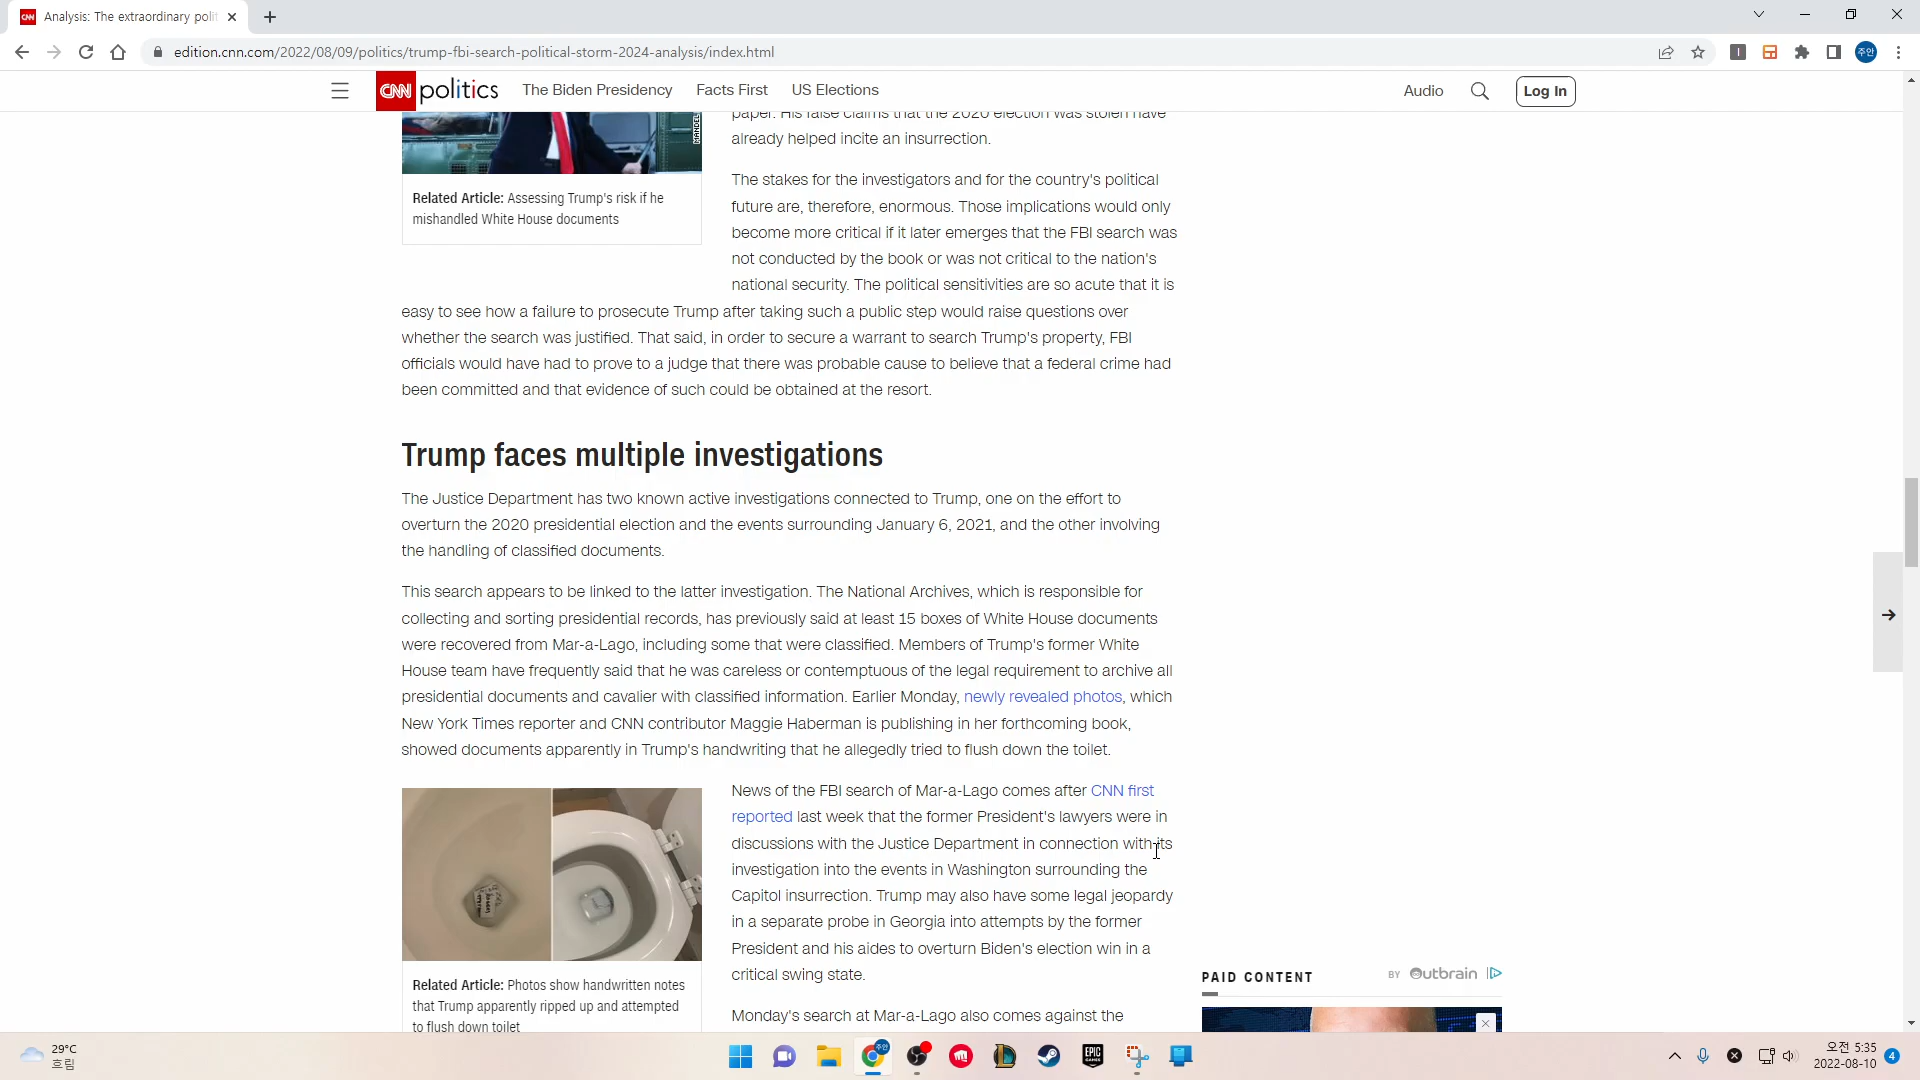 Analysis: The extraordinary polit
edition.cnn.com/2022/08/09/politics/trump-fbi-search-political-storm-2024-analysis/index.html
주안
CNN politics
The Biden Presidency
Facts First
US Elections
Audio
Log In
paper. His false claims that the 2020 election was stolen have
already helped incite an insurrection.
MANDEL
Related Article: Assessing Trump's risk if he
mishandled White House documents
The stakes for the investigators and for the country's political
future are, therefore, enormous. Those implications would only
become more critical if it later emerges that the FBI search was
not conducted by the book or was not critical to the nation's
national security. The political sensitivities are so acute that it is
easy to see how a failure to prosecute Trump after taking such a public step would raise questions over
whether the search was justified. That said, in order to secure a warrant to search Trump's property, FBI
officials would have had to prove to a judge that there was probable cause to believe that a federal crime had
been committed and that evidence of such could be obtained at the resort.
Trump faces multiple investigations
The Justice Department has two known active investigations connected to Trump, one on the effort to
overturn the 2020 presidential election and the events surrounding January 6, 2021, and the other involving
the handling of classified documents.
This search appears to be linked to the latter investigation. The National Archives, which is responsible for
collecting and sorting presidential records, has previously said at least 15 boxes of White House documents
were recovered from Mar-a-Lago, including some that were classified. Members of Trump's former White
House team have frequently said that he was careless or contemptuous of the legal requirement to archive all
presidential documents and cavalier with classified information. Earlier Monday, newly revealed photos, which
New York Times reporter and CNN contributor Maggie Haberman is publishing in her forthcoming book,
showed documents apparently in Trump's handwriting that he allegedly tried to flush down the toilet.
News of the FBI search of Mar-a-Lago comes after CNN first
reported last week that the former President's lawyers were in
discussions with the Justice Department in connection with its
investigation into the events in Washington surrounding the
Capitol insurrection. Trump may also have some legal jeopardy
in a separate probe in Georgia into attempts by the former
President and his aides to overturn Biden's election win in a
critical swing state.
Related Article: Photos show handwritten notes
that Trump apparently ripped up and attempted
to flush down toilet
Monday's search at Mar-a-Lago also comes against the
PAID CONTENT
BY Outbrain
29°C
흐림
주안
EPIC
GAMES
오전 5:35
2022-08-10
4